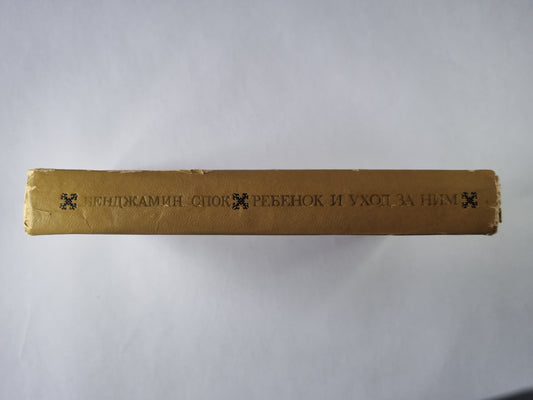 БЕНДЖАМИН СПОК РЕБЕНОК И УХОД ЗА НИМ